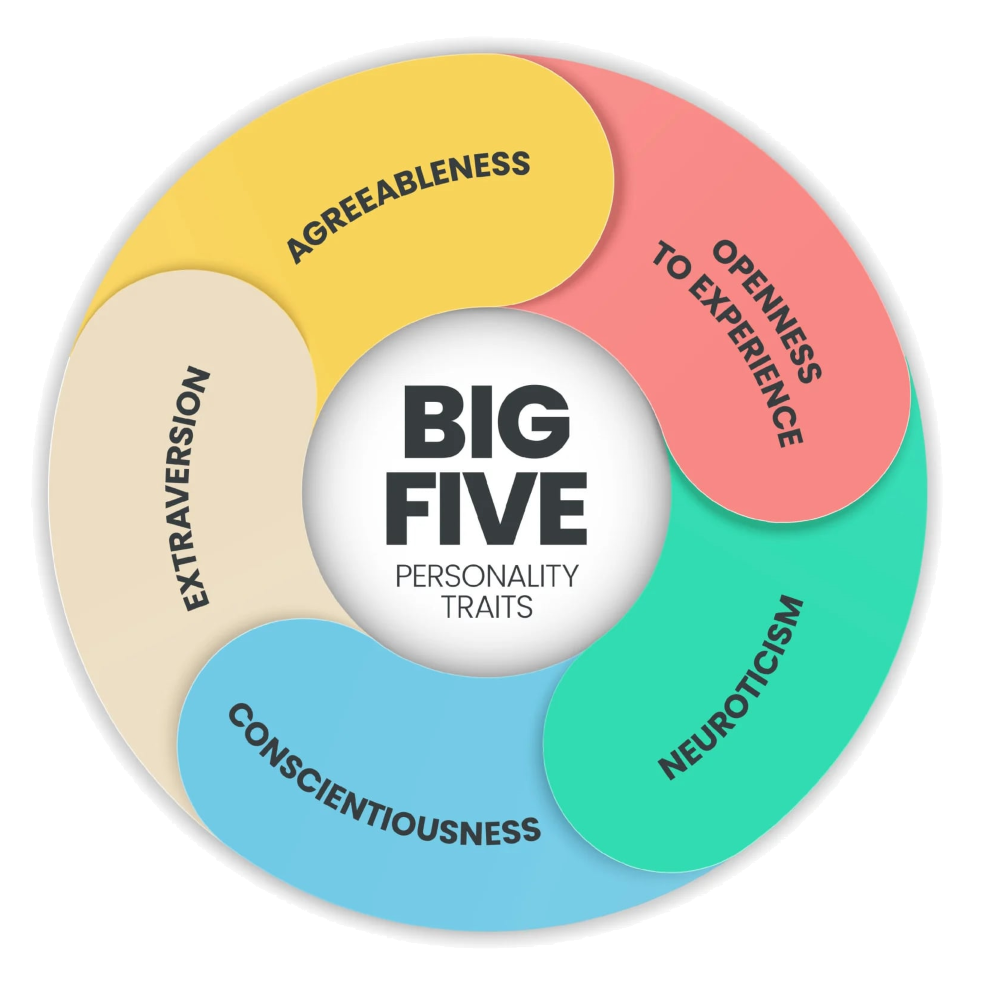 BIG
FIVE
PERSONALITY
TRAITS
AGREEABLENESS
OPENNESS
TO EXPERIENCE
NEUROTICISM
CONSCIENTIOUSNESS
EXTRAVERSION